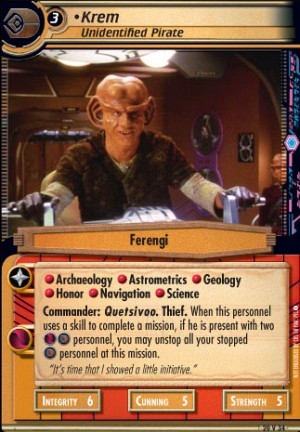 3
•Krem
Unidentified Pirate
Ferengi
Archaeology Astrometrics Geology
Honor Navigation Science
Commander: Quetsivoo. Thief. When this personnel
uses a skill to complete a mission, if he is present with two
personnel, you may unstop all your stopped
personnel at this mission.
"It's time that I showed a little initiative."
INTEGRITY 6 CUNNING 5 STRENGTH 5